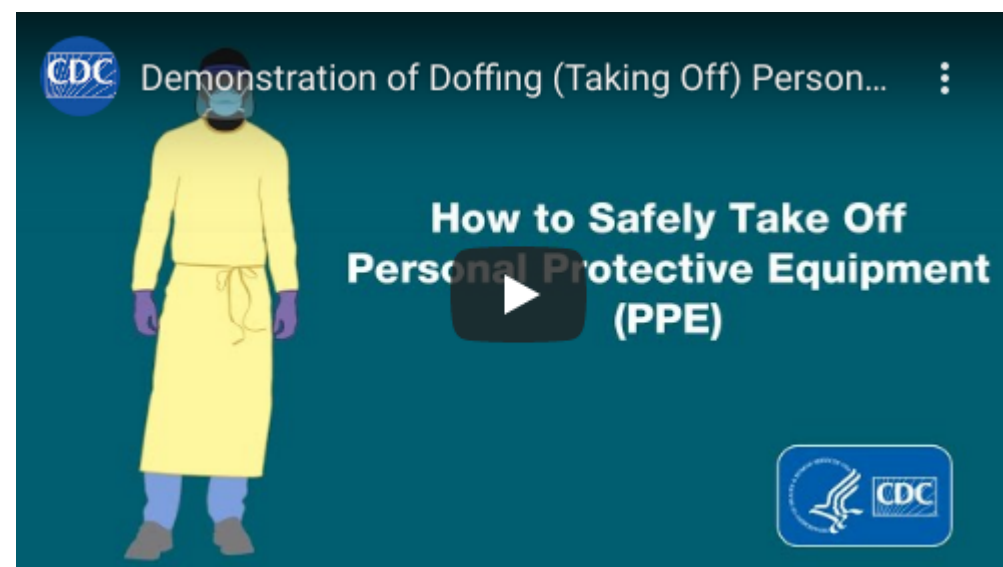 CDC
Demonstration of Doffing (Taking Off) Person...
How to Safely Take Off
Personal Protective Equipment
(PPE)
CDC